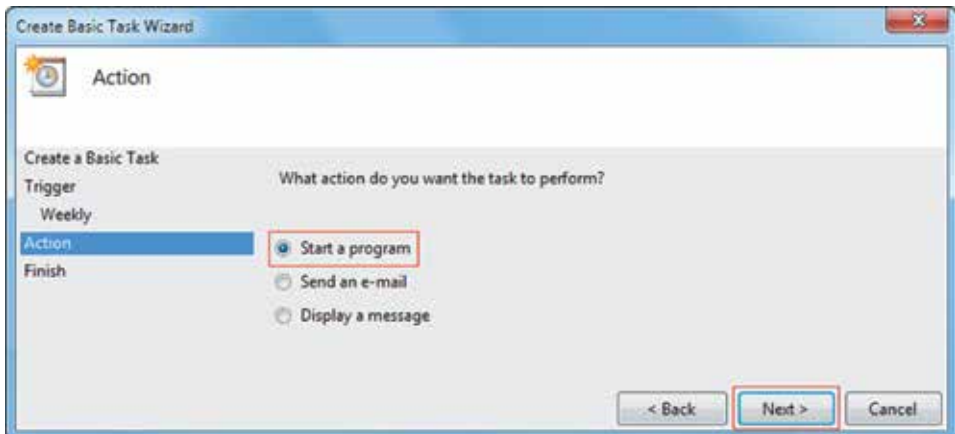 Create Basic Task Wizard
Action
Create a Basic Task
Trigger
Weekly
Action
Finish
What action do you want the task to perform?
Start a program
Send an e-mail
Display a message
< Back
Next >
Cancel